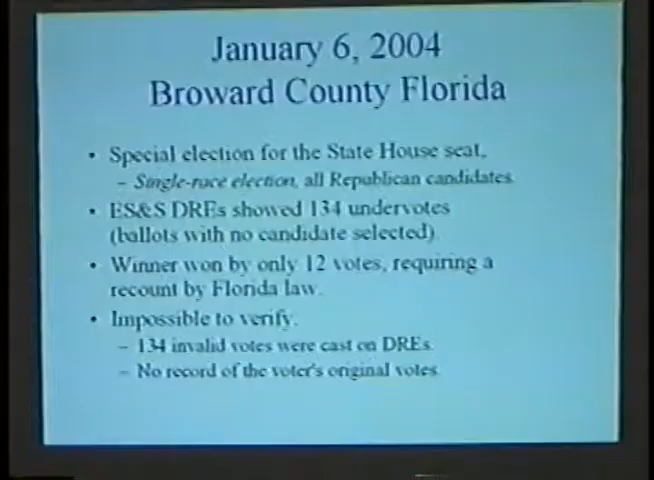 January 6, 2004
Broward County Florida
• Special election for the State House seat,
– Single-race election, all Republican candidates.
• ES&S DREs showed 134 undervotes
(ballots with no candidate selected).
• Winner won by only 12 votes, requiring a
recount by Florida law.
• Impossible to verify.
– 134 invalid votes were cast on DREs.
– No record of the voter's original votes.